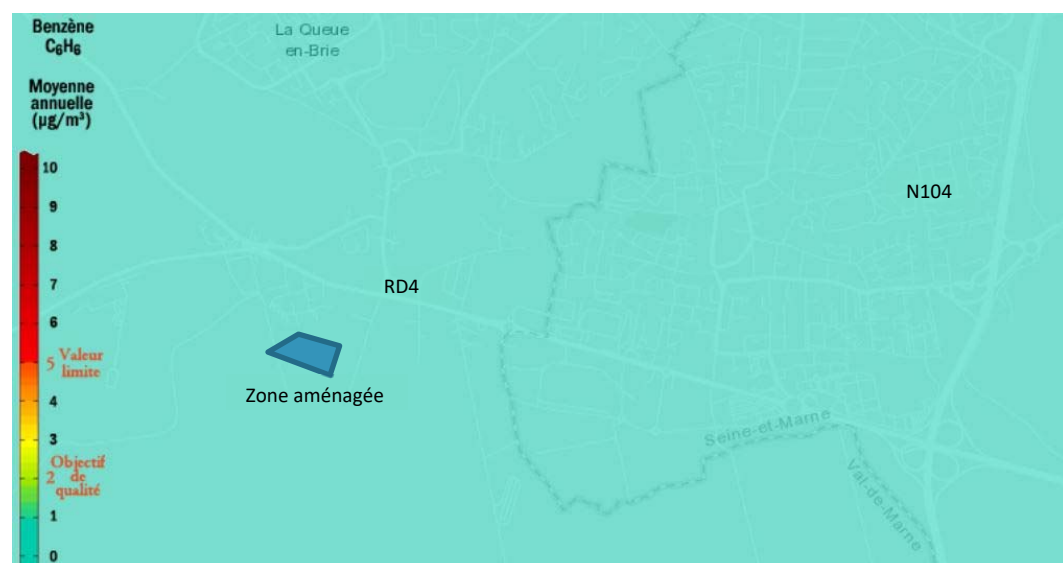 Benzène
C₆H₆
Moyenne
annuelle
(µg/m³)
10
9
8
7
6
5 Valeur
limite
4
3
Objectif
2 de
qualité
1
0
La Queue
en-Brie
N104
RD4
Zone aménagée
Seine-et-Marne
Val-de-Marne